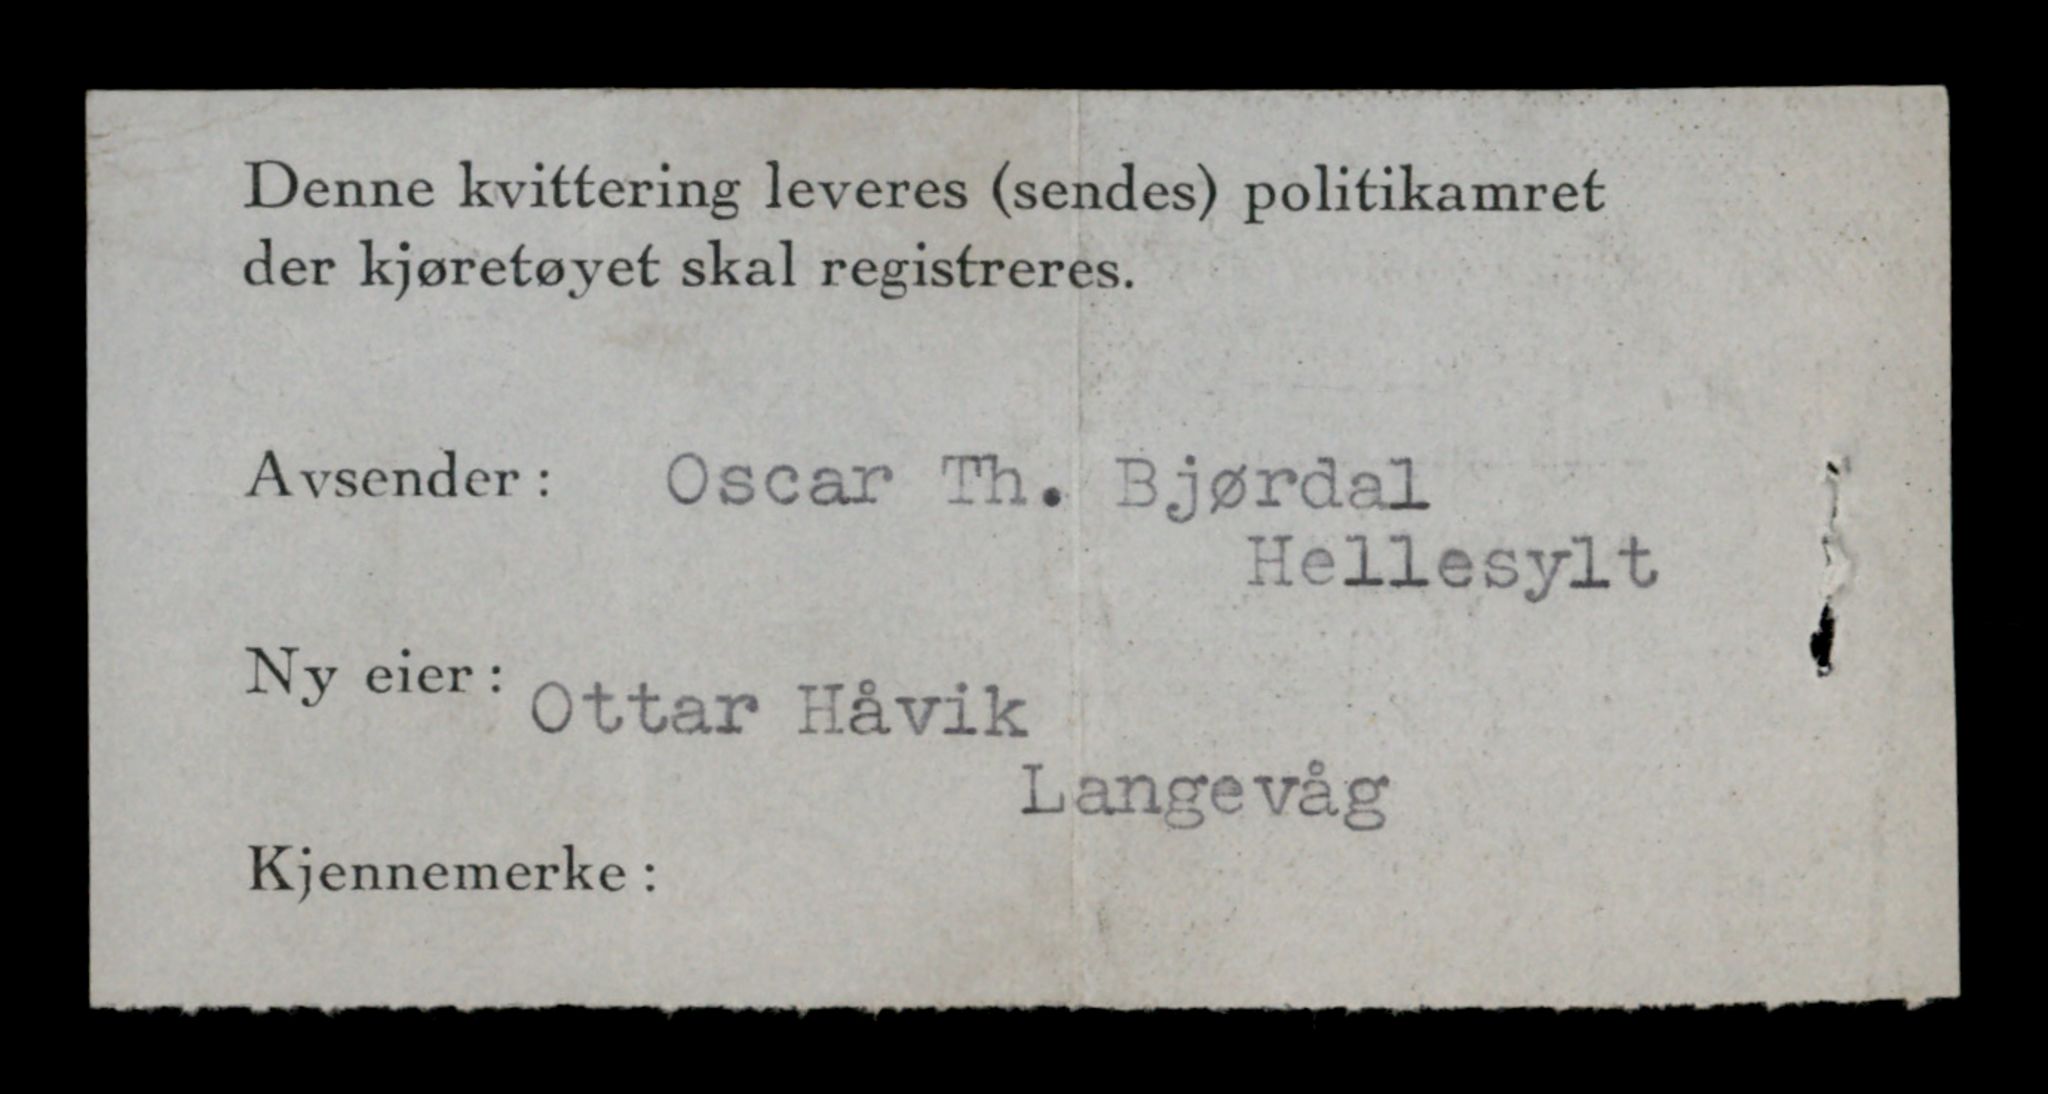 Denne kvittering leveres (sendes) politikamret
der kjøretøyet skal registreres.
Avsender: Oscar Th. Bjørdal
Hellesylt
Ny eier: Ottar Håvik
Langevåg
Kjennemerke: